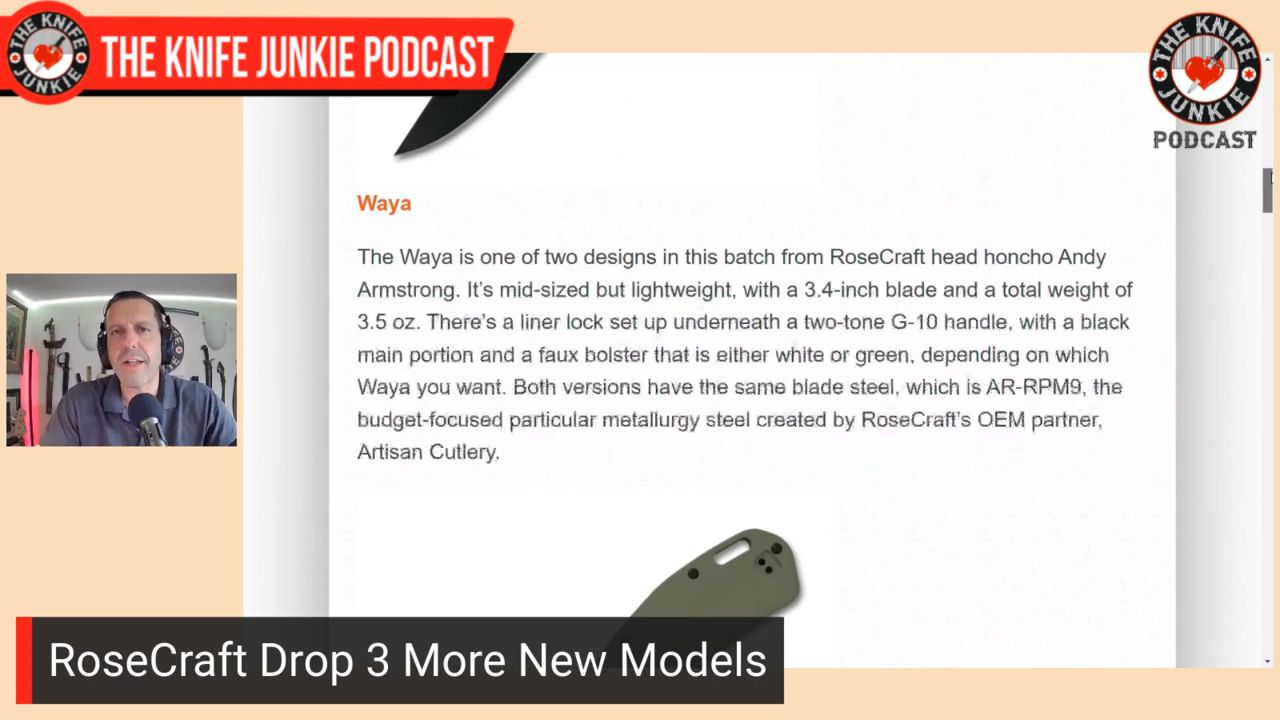 THE KNIFE JUNKIE
THE KNIFE JUNKIE PODCAST
THE KNIFE JUNKIE
PODCAST
Waya
The Waya is one of two designs in this batch from RoseCraft head honcho Andy
Armstrong. It's mid-sized but lightweight, with a 3.4-inch blade and a total weight of
3.5 oz. There's a liner lock set up underneath a two-tone G-10 handle, with a black
main portion and a faux bolster that is either white or green, depending on which
Waya you want. Both versions have the same blade steel, which is AR-RPM9, the
budget-focused particular metallurgy steel created by RoseCraft's OEM partner,
Artisan Cutlery.
RoseCraft Drop 3 More New Models